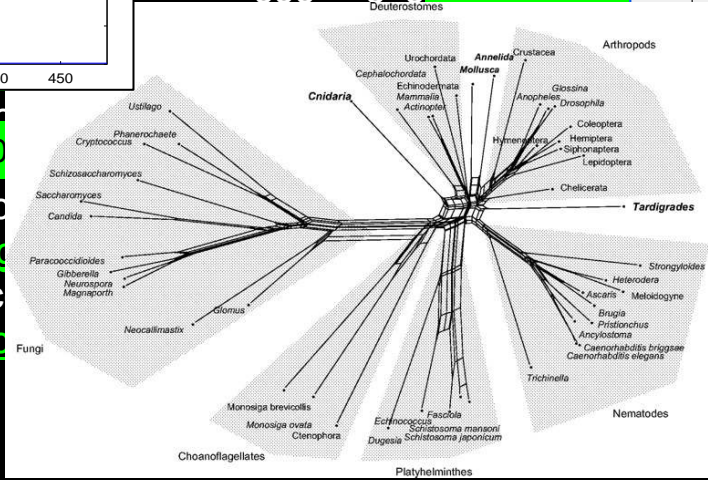 Deuterostomes
450
Urochordata
Annelida
Crustacea
Arthropods
Cephalochordata
Mollusca
Echinodermata
Glossina
Cnidaria
Mammalia
Anopheles
Drosophila
Actinopter
Ustilago
Coleoptera
Phanerochaete
Hymenoptera
Hemiptera
Cryptococcus
Siphonaptera
Lepidoptera
Schizosaccharomyces
Chelicerata
Saccharomyces
Tardigrades
Candida
Paracoccidioides
Strongyloides
Gibberella
Heterodera
Neurospora
Magnaporth
Ascaris
Meloidogyne
Glomus
Brugia
Neocallimastix
Pristionchus
Ancylostoma
Fungi
Caenorhabditis briggsae
Caenorhabditis elegans
Trichinella
Monosiga brevicollis
Nematodes
Monosiga ovata
Echinococcus
Fasciola
Ctenophora
Schistosoma mansoni
Dugesia
Schistosoma japonicum
Choanoflagellates
Platyhelminthes